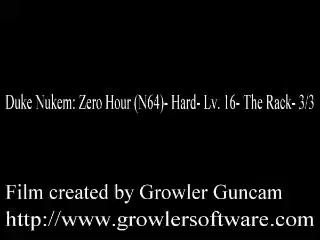 Duke Nukem: Zero Hour (N64)- Hard- Lv. 16- The Rack- 3/3
Film created by Growler Guncam
http://www.growlersoftware.com